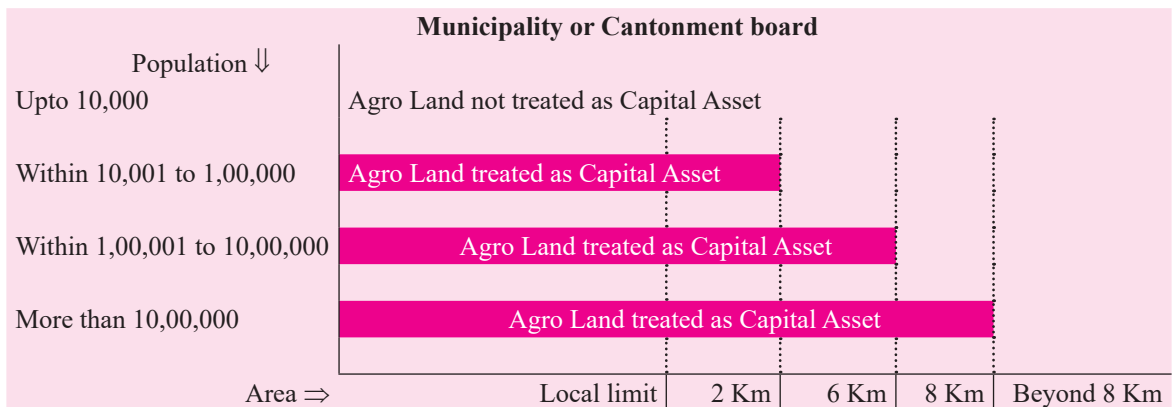 Municipality or Cantonment board
Population ⇓
Upto 10,000 Agro Land not treated as Capital Asset
Within 10,001 to 1,00,000 Agro Land treated as Capital Asset
Within 1,00,001 to 10,00,000 Agro Land treated as Capital Asset
More than 10,00,000 Agro Land treated as Capital Asset
Area ⇒ Local limit 2 Km 6 Km 8 Km Beyond 8 Km